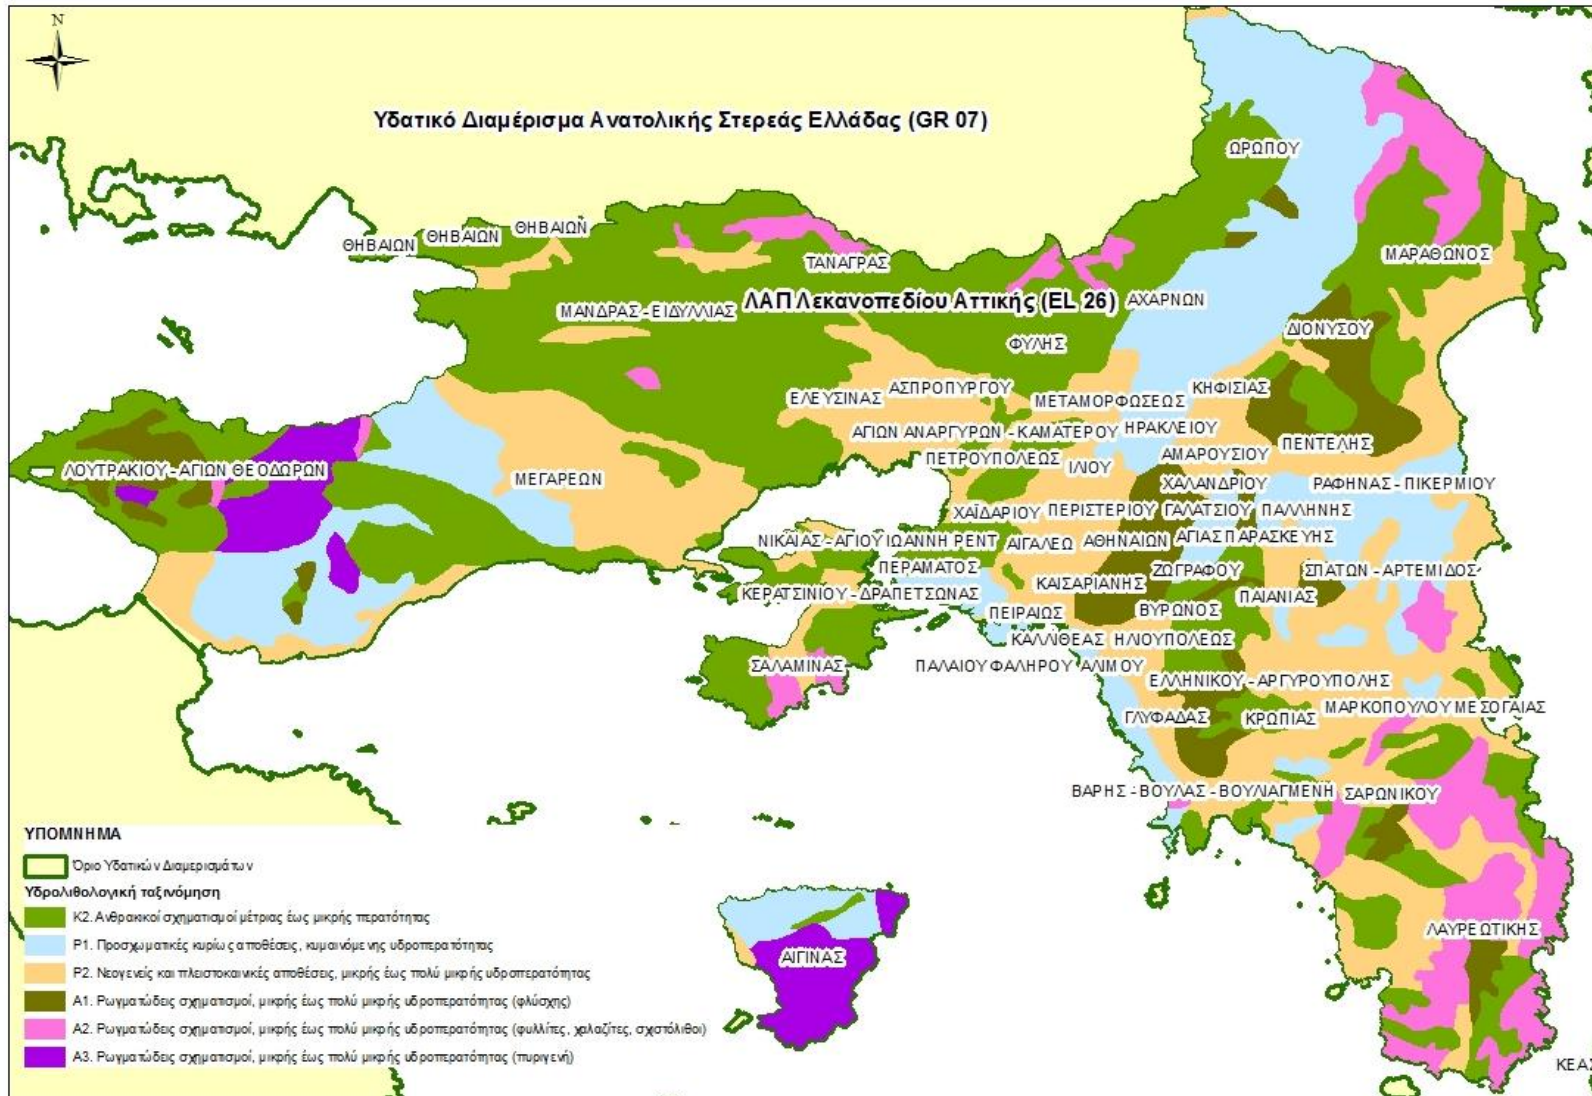 N
Υδατικό Διαμέρισμα Ανατολικής Στερεάς Ελλάδας (GR 07)
ΩΡΩΠΟΥ
ΘΗΒΑΙΩΝ ΘΗΒΑΙΩΝ ΘΗΒΑΙΩΝ
ΤΑΝΑΓΡΑΣ
ΜΑΡΑΘΩΝΟΣ
ΜΑΝΔΡΑΣ - ΕΙΔΥΛΛΙΑΣ
ΛΑΠ Λεκανοπεδίου Αττικής (EL 26)
ΑΧΑΡΝΩΝ
ΔΙΟΝΥΣΟΥ
ΦΥΛΗΣ
ΕΛΕΥΣΙΝΑΣ
ΑΣΠΡΟΠΥΡΓΟΥ
ΜΕΤΑΜΟΡΦΩΣΕΩΣ
ΚΗΦΙΣΙΑΣ
ΑΓΙΩΝ ΑΝΑΡΓΥΡΩΝ - ΚΑΜΑΤΕΡΟΥ
ΗΡΑΚΛΕΙΟΥ
ΠΕΝΤΕΛΗΣ
ΠΕΤΡΟΥΠΟΛΕΩΣ
ΙΛΙΟΥ
ΑΜΑΡΟΥΣΙΟΥ
ΛΟΥΤΡΑΚΙΟΥ - ΑΓΙΩΝ ΘΕΟΔΩΡΩΝ
ΜΕΓΑΡΕΩΝ
ΧΑΛΑΝΔΡΙΟΥ
ΡΑΦΗΝΑΣ - ΠΙΚΕΡΜΙΟΥ
ΧΑΪΔΑΡΙΟΥ
ΠΕΡΙΣΤΕΡΙΟΥ
ΓΑΛΑΤΣΙΟΥ
ΠΑΛΛΗΝΗΣ
ΝΙΚΑΙΑΣ - ΑΓΙΟΥ ΙΩΑΝΝΗ ΡΕΝΤ
ΑΙΓΑΛΕΩ
ΑΘΗΝΑΙΩΝ
ΑΓΙΑΣ ΠΑΡΑΣΚΕΥΗΣ
ΠΕΡΑΜΑΤΟΣ
ΖΩΓΡΑΦΟΥ
ΣΠΑΤΩΝ - ΑΡΤΕΜΙΔΟΣ
ΚΕΡΑΤΣΙΝΙΟΥ - ΔΡΑΠΕΤΣΩΝΑΣ
ΚΑΙΣΑΡΙΑΝΗΣ
ΠΑΙΑΝΙΑΣ
ΠΕΙΡΑΙΩΣ
ΒΥΡΩΝΟΣ
ΚΑΛΛΙΘΕΑΣ
ΗΛΙΟΥΠΟΛΕΩΣ
ΣΑΛΑΜΙΝΑΣ
ΠΑΛΑΙΟΥ ΦΑΛΗΡΟΥ
ΑΛΙΜΟΥ
ΕΛΛΗΝΙΚΟΥ - ΑΡΓΥΡΟΥΠΟΛΗΣ
ΓΛΥΦΑΔΑΣ
ΚΡΩΠΙΑΣ
ΜΑΡΚΟΠΟΥΛΟΥ ΜΕΣΟΓΑΙΑΣ
ΒΑΡΗΣ - ΒΟΥΛΑΣ - ΒΟΥΛΙΑΓΜΕΝΗ
ΣΑΡΩΝΙΚΟΥ
ΛΑΥΡΕΩΤΙΚΗΣ
ΑΙΓΙΝΑΣ
ΚΕΑΣ
ΥΠΟΜΝΗΜΑ
Όριο Υδατικών Διαμερισμάτων
Υδρολιθολογική ταξινόμηση
Κ2. Ανθρακικοί σχηματισμοί μέτριας έως μικρής περατότητας
Ρ1. Προσχωματικές κυρίως αποθέσεις, κυμαινόμενης υδροπερατότητας
Ρ2. Νεογενείς και πλειστοκαινικές αποθέσεις, μικρής έως πολύ μικρής υδροπερατότητας
Α1. Ρωγματώδεις σχηματισμοί, μικρής έως πολύ μικρής υδροπερατότητας (φλύσχης)
Α2. Ρωγματώδεις σχηματισμοί, μικρής έως πολύ μικρής υδροπερατότητας (φυλλίτες, χαλαζίτες, σχιστόλιθοι)
Α3. Ρωγματώδεις σχηματισμοί, μικρής έως πολύ μικρής υδροπερατότητας (πυριγενή)